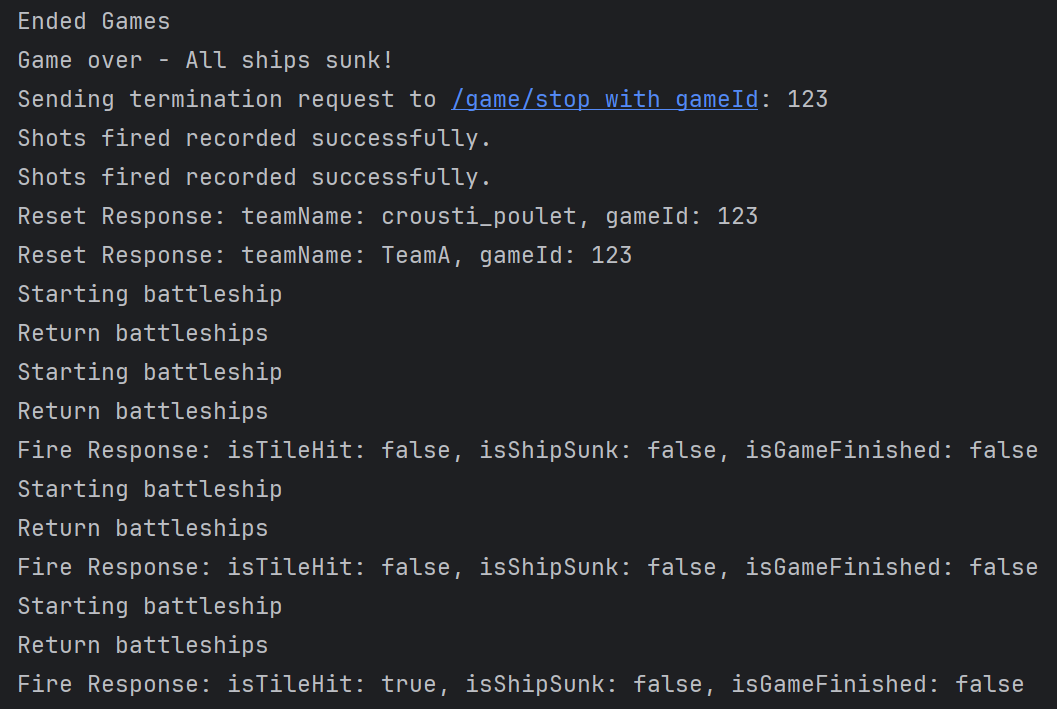 Ended Games
Game over - All ships sunk!
Sending termination request to /game/stop with gameId: 123
Shots fired recorded successfully.
Shots fired recorded successfully.
Reset Response: teamName: crousti_poulet, gameId: 123
Reset Response: teamName: TeamA, gameId: 123
Starting battleship
Return battleships
Starting battleship
Return battleships
Fire Response: isTileHit: false, isShipSunk: false, isGameFinished: false
Starting battleship
Return battleships
Fire Response: isTileHit: false, isShipSunk: false, isGameFinished: false
Starting battleship
Return battleships
Fire Response: isTileHit: true, isShipSunk: false, isGameFinished: false